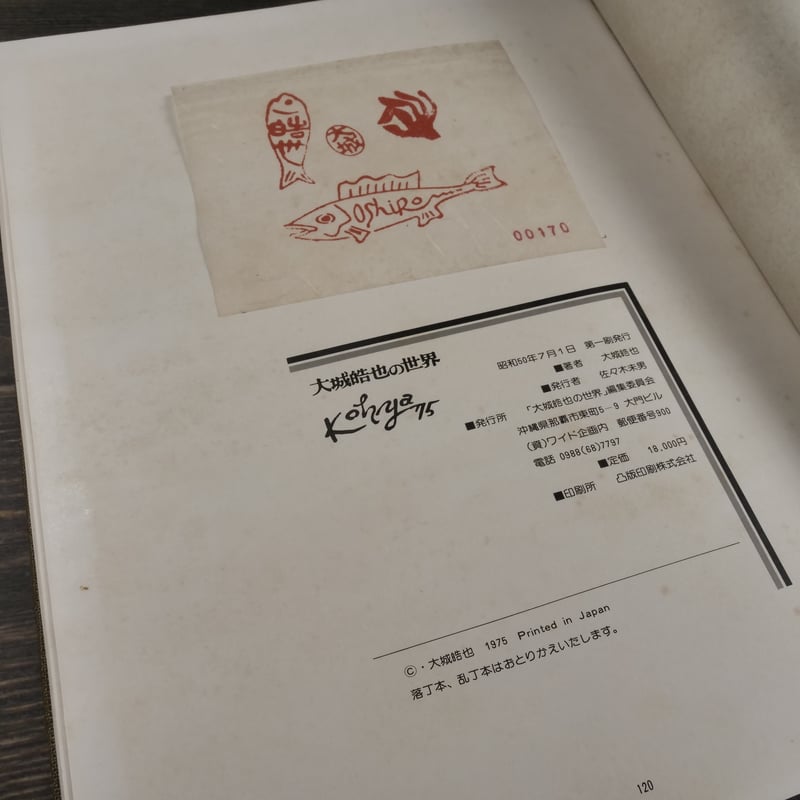 皓也
大城
Oshiro
00170
大城皓也の世界
Kohya '75
昭和50年7月1日 第一刷発行
■著者 大城皓也
■発行者 佐々木末男
■発行所 「大城皓也の世界」編集委員会
沖縄県那覇市東町5-9 大門ビル
(資)ワイド企画内 郵便番号900
電話 0988(68)7797
■定価 18,000円
■印刷所 凸版印刷株式会社
©・大城皓也 1975 Printed in Japan
落丁本、乱丁本はおとりかえいたします。
120